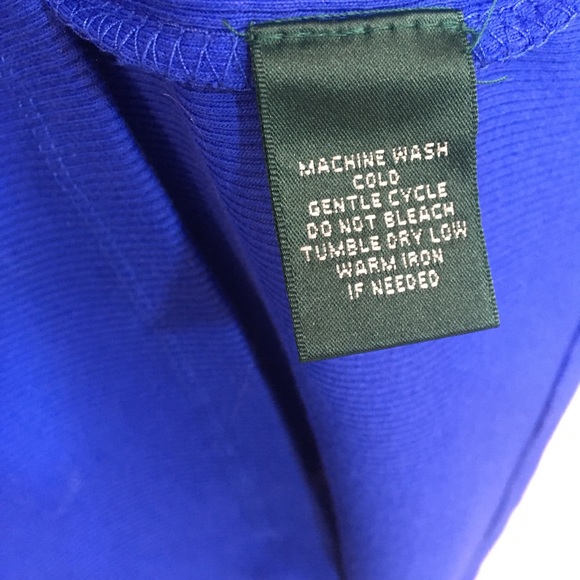 MACHINE WASH
COLD
GENTLE CYCLE
DO NOT BLEACH
TUMBLE DRY LOW
WARM IRON
IF NEEDED